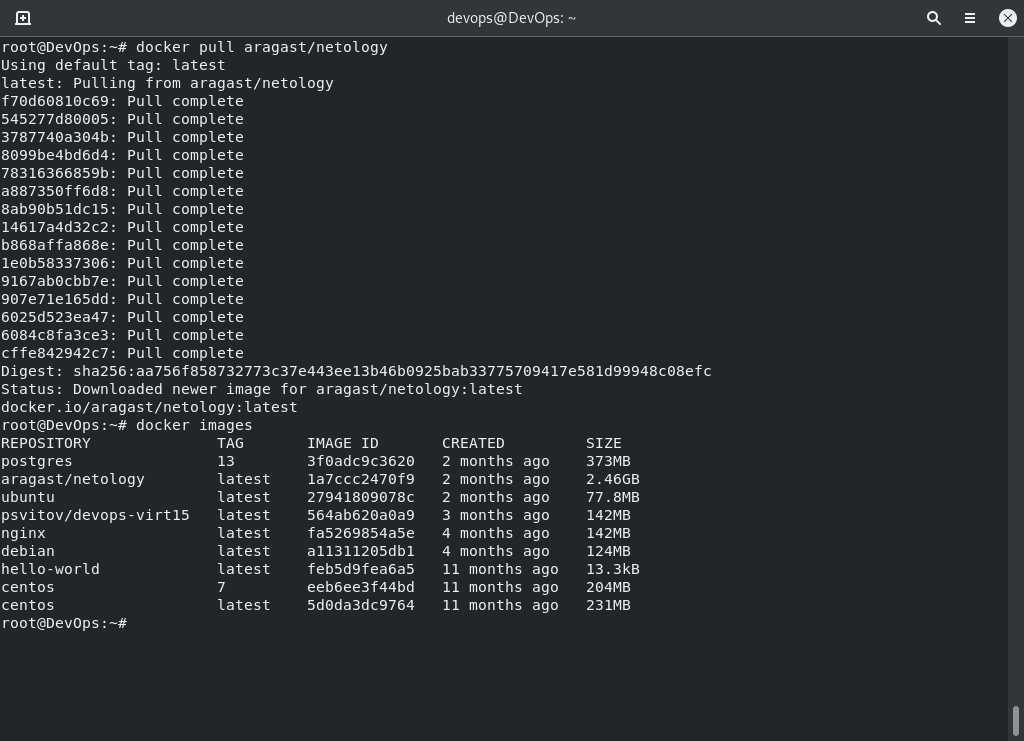 devops@DevOps: ~
root@DevOps:~# docker pull aragast/netology
Using default tag: latest
latest: Pulling from aragast/netology
f70d60810c69: Pull complete
545277d80005: Pull complete
3787740a304b: Pull complete
8099be4bd6d4: Pull complete
78316366859b: Pull complete
a887350ff6d8: Pull complete
8ab90b51dc15: Pull complete
14617a4d32c2: Pull complete
b868affa868e: Pull complete
1e0b58337306: Pull complete
9167ab0cbb7e: Pull complete
907e71e165dd: Pull complete
6025d523ea47: Pull complete
6084c8fa3ce3: Pull complete
cffe842942c7: Pull complete
Digest: sha256:aa756f858732773c37e443ee13b46b0925bab33775709417e581d99948c08efc
Status: Downloaded newer image for aragast/netology:latest
docker.io/aragast/netology:latest
root@DevOps:~# docker images
REPOSITORY              TAG       IMAGE ID       CREATED         SIZE
postgres                13        3f0adc9c3620   2 months ago    373MB
aragast/netology        latest    1a7ccc2470f9   2 months ago    2.46GB
ubuntu                  latest    27941809078c   2 months ago    77.8MB
psvitov/devops-virt15   latest    564ab620a0a9   3 months ago    142MB
nginx                   latest    fa5269854a5e   4 months ago    142MB
debian                  latest    a11311205db1   4 months ago    124MB
hello-world             latest    feb5d9fea6a5   11 months ago   13.3kB
centos                  7         eeb6ee3f44bd   11 months ago   204MB
centos                  latest    5d0da3dc9764   11 months ago   231MB
root@DevOps:~#